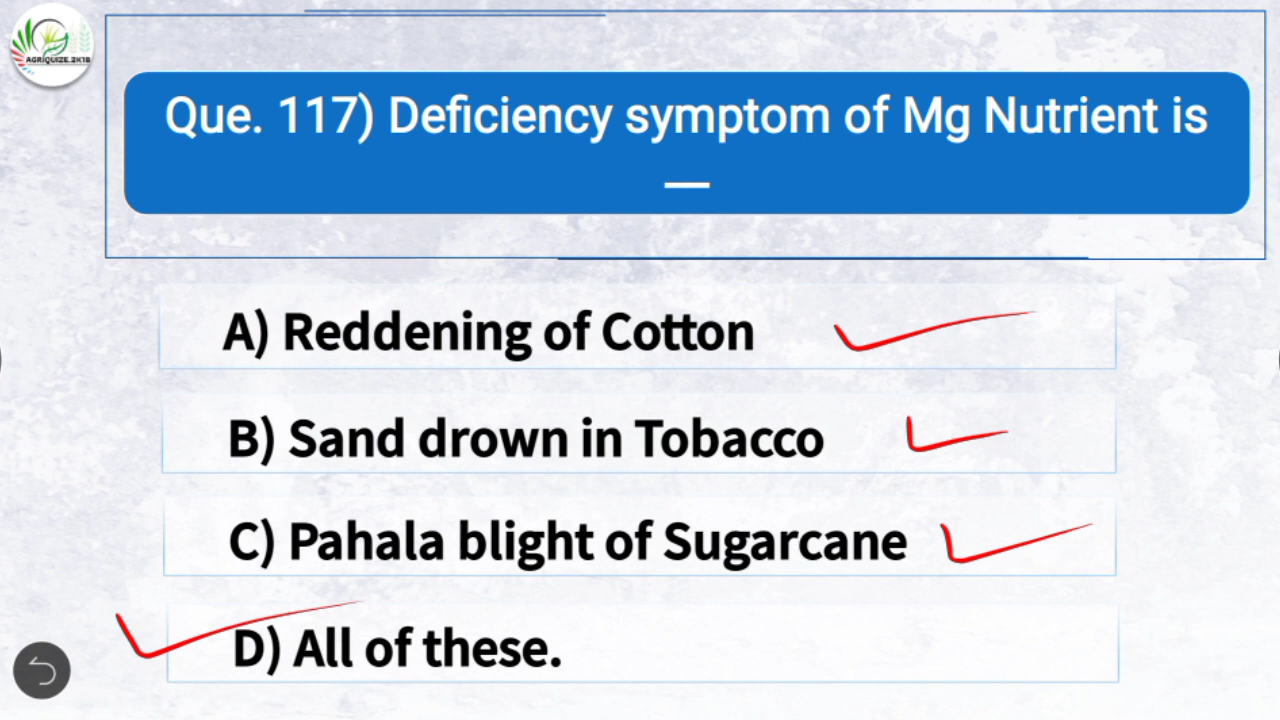 AGRIQUIZE.2K18
Que. 117) Deficiency symptom of Mg Nutrient is
—
A) Reddening of Cotton
B) Sand drown in Tobacco
C) Pahala blight of Sugarcane
D) All of these.